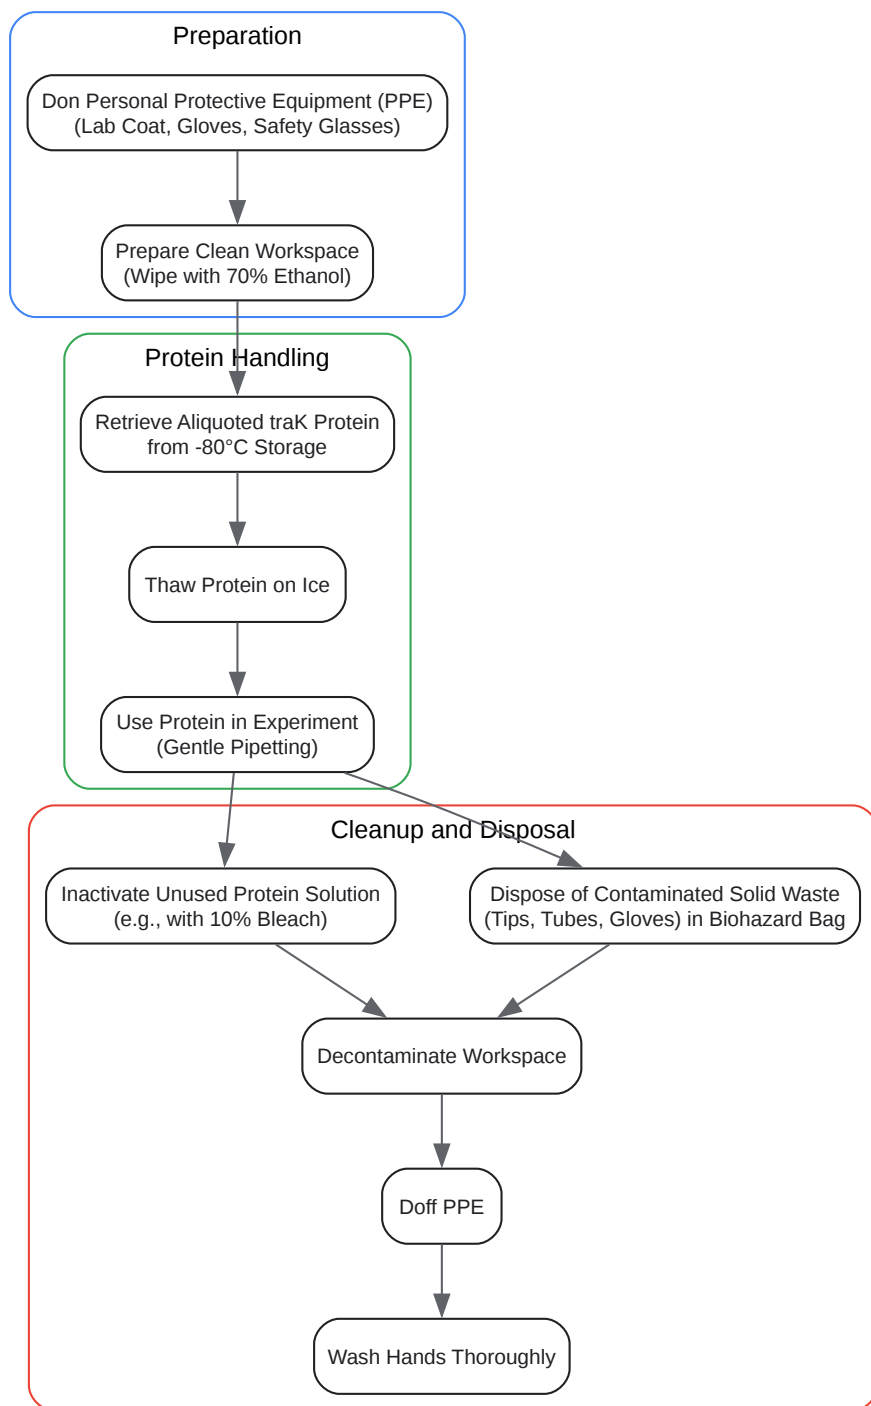 Preparation
Don Personal Protective Equipment (PPE)
(Lab Coat, Gloves, Safety Glasses)
Prepare Clean Workspace
(Wipe with 70% Ethanol)
Protein Handling
Retrieve Aliquoted traK Protein
from -80°C Storage
Thaw Protein on Ice
Use Protein in Experiment
(Gentle Pipetting)
Cleanup and Disposal
Inactivate Unused Protein Solution
(e.g., with 10% Bleach)
Dispose of Contaminated Solid Waste
(Tips, Tubes, Gloves) in Biohazard Bag
Decontaminate Workspace
Doff PPE
Wash Hands Thoroughly